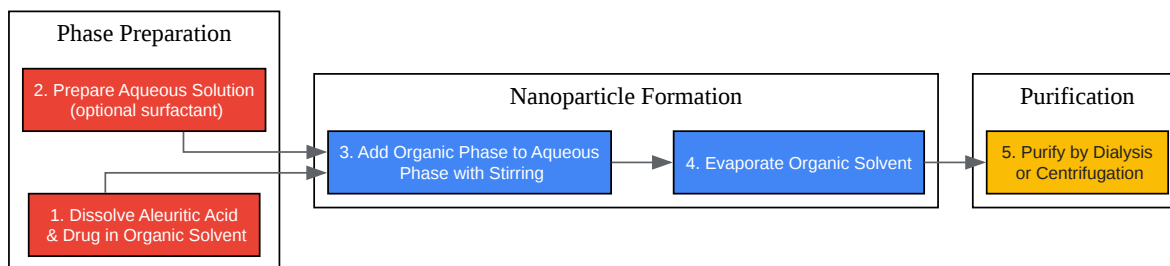 Phase Preparation
2. Prepare Aqueous Solution
(optional surfactant)
1. Dissolve Aleuritic Acid
& Drug in Organic Solvent
Nanoparticle Formation
3. Add Organic Phase to Aqueous
Phase with Stirring
4. Evaporate Organic Solvent
Purification
5. Purify by Dialysis
or Centrifugation